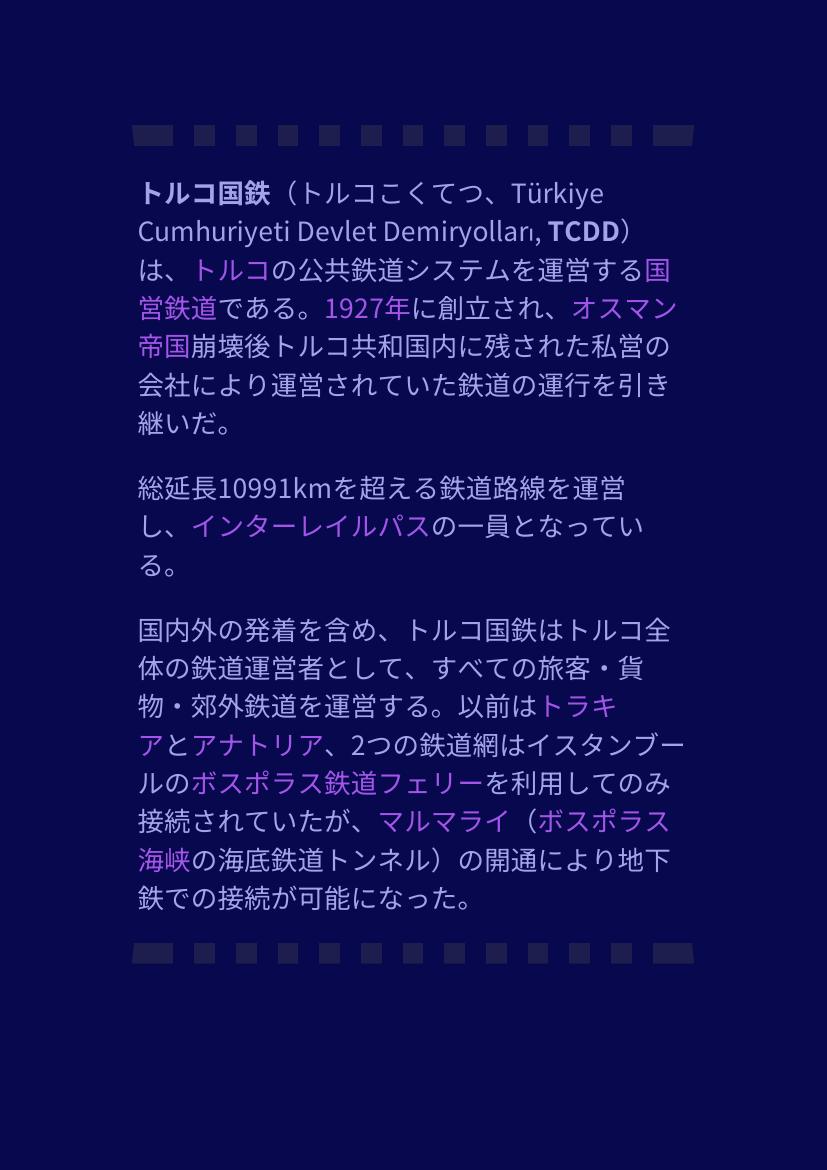 トルコ国鉄（トルコこくてつ、Türkiye
Cumhuriyeti Devlet Demiryolları, TCDD）
は、トルコの公共鉄道システムを運営する国
営鉄道である。1927年に創立され、オスマン
帝国崩壊後トルコ共和国内に残された私営の
会社により運営されていた鉄道の運行を引き
継いだ。
総延長10991kmを超える鉄道路線を運営
し、インターレイルパスの一員となってい
る。
国内外の発着を含め、トルコ国鉄はトルコ全
体の鉄道運営者として、すべての旅客・貨
物・郊外鉄道を運営する。以前はトラキ
アとアナトリア、2つの鉄道網はイスタンブー
ルのボスポラス鉄道フェリーを利用してのみ
接続されていたが、マルマライ（ボスポラス
海峡の海底鉄道トンネル）の開通により地下
鉄での接続が可能になった。